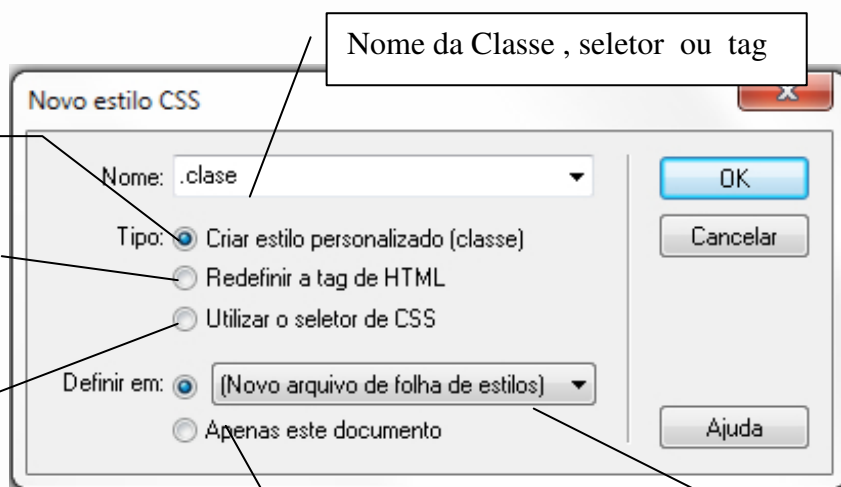 Nome da Classe , seletor ou tag
Novo estilo CSS
Nome: .clase
OK
Tipo: Criar estilo personalizado (classe)
Cancelar
Redefinir a tag de HTML
Utilizar o seletor de CSS
Definir em: (Novo arquivo de folha de estilos)
Apenas este documento
Ajuda